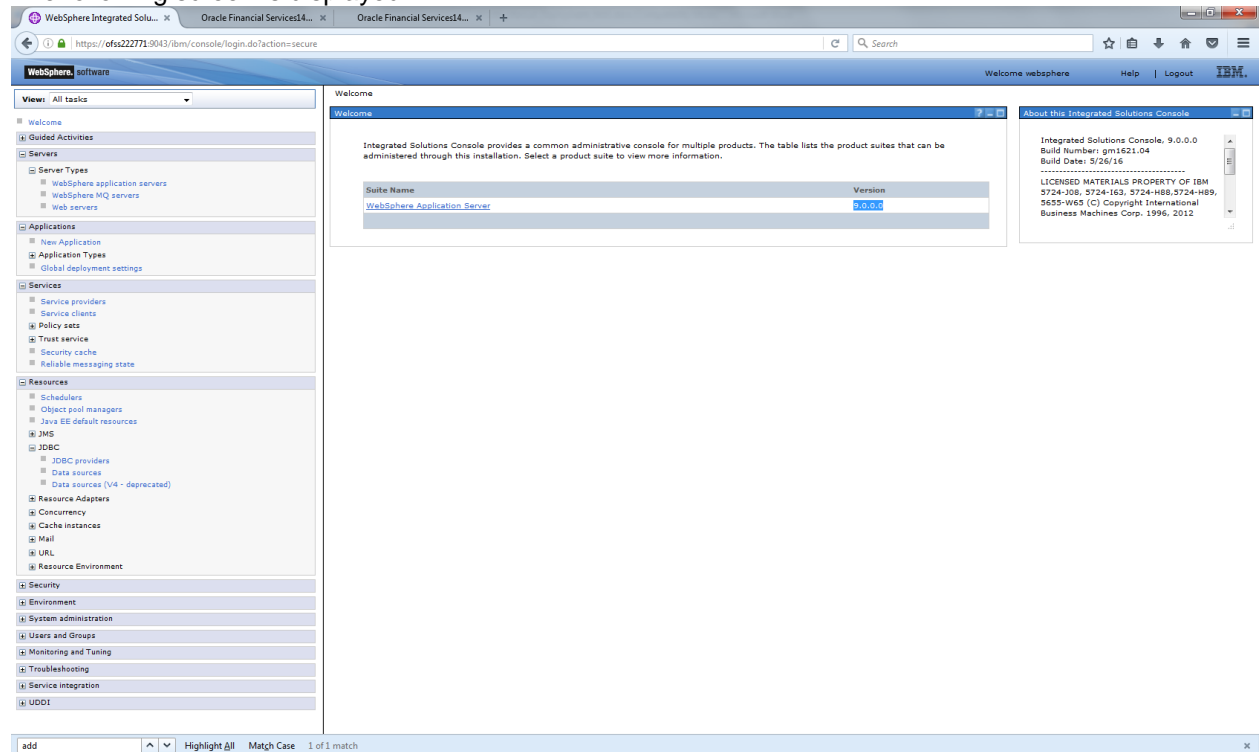 WebSphere Integrated Solu... × Oracle Financial Services14... × Oracle Financial Services14... × +
https://ofss222771:9043/ibm/console/login.do?action=secure Search
WebSphere. software Welcome websphere Help | Logout IBM.
View: All tasks
Welcome
Guided Activities
Servers
Server Types
WebSphere application servers
WebSphere MQ servers
Web servers
Applications
New Application
Application Types
Global deployment settings
Services
Service providers
Service clients
Policy sets
Trust service
Security cache
Reliable messaging state
Resources
Schedulers
Object pool managers
Java EE default resources
JMS
JDBC
JDBC providers
Data sources
Data sources (V4 - deprecated)
Resource Adapters
Concurrency
Cache instances
Mail
URL
Resource Environment
Security
Environment
System administration
Users and Groups
Monitoring and Tuning
Troubleshooting
Service integration
UDDI
Welcome
Welcome
Integrated Solutions Console provides a common administrative console for multiple products. The table lists the product suites that can be
administered through this installation. Select a product suite to view more information.
Suite Name Version
WebSphere Application Server 9.0.0.0
About this Integrated Solutions Console
Integrated Solutions Console, 9.0.0.0
Build Number: gm1621.04
Build Date: 5/26/16
----------------------------------
LICENSED MATERIALS PROPERTY OF IBM
5724-J08, 5724-I63, 5724-H88,5724-H89,
5655-W65 (C) Copyright International
Business Machines Corp. 1996, 2012
add Highlight All Match Case 1 of 1 match